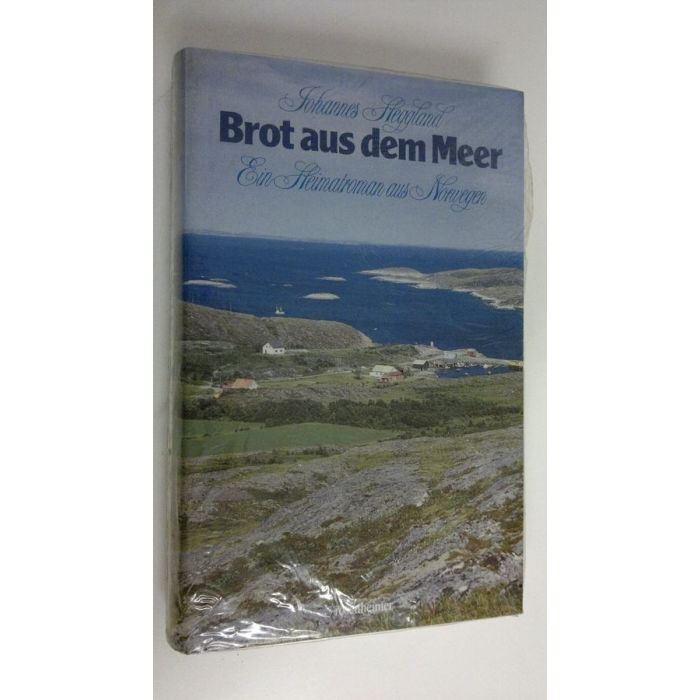 Johannes Heggland
Brot aus dem Meer
Ein Heimatroman aus Norwegen